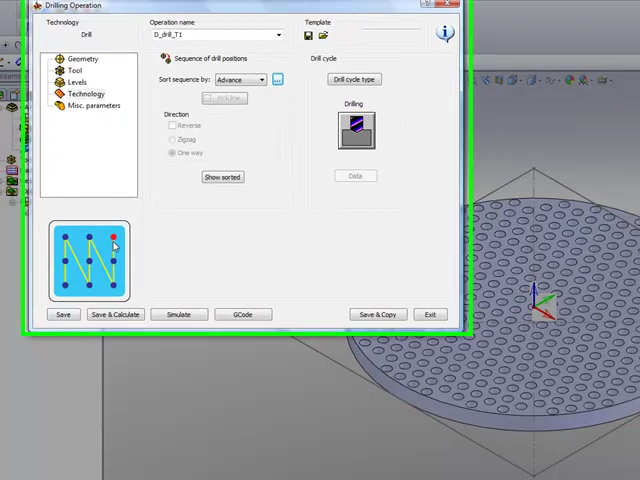 Drilling Operation
Technology
Operation name
Template
Drill
D_drill_T1
Geometry
Tool
Levels
Technology
Misc. parameters
Sequence of drill positions
Drill cycle
Sort sequence by:
Advance
...
Drill cycle type
Direction
Drilling
Reverse
Zigzag
One way
Show sorted
Data
Save
Save & Calculate
Simulate
GCode
Save & Copy
Exit